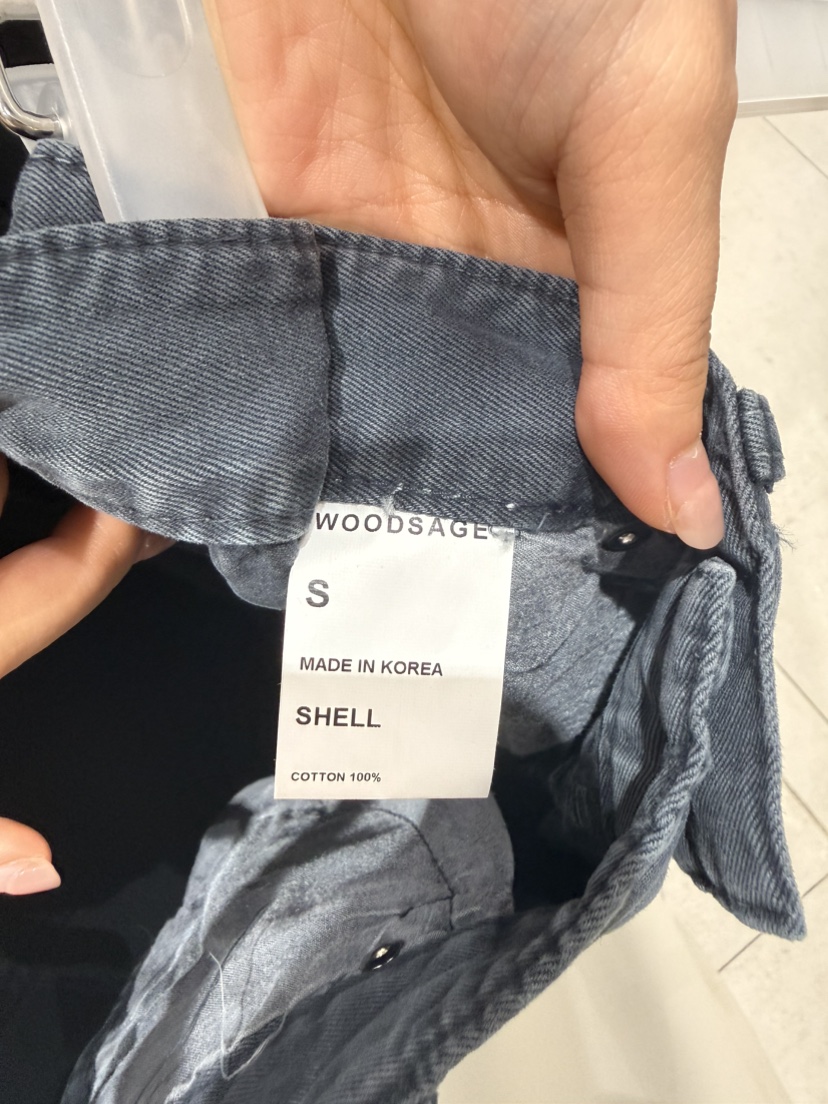 WOODSAGE
S
MADE IN KOREA
SHELL
COTTON 100%